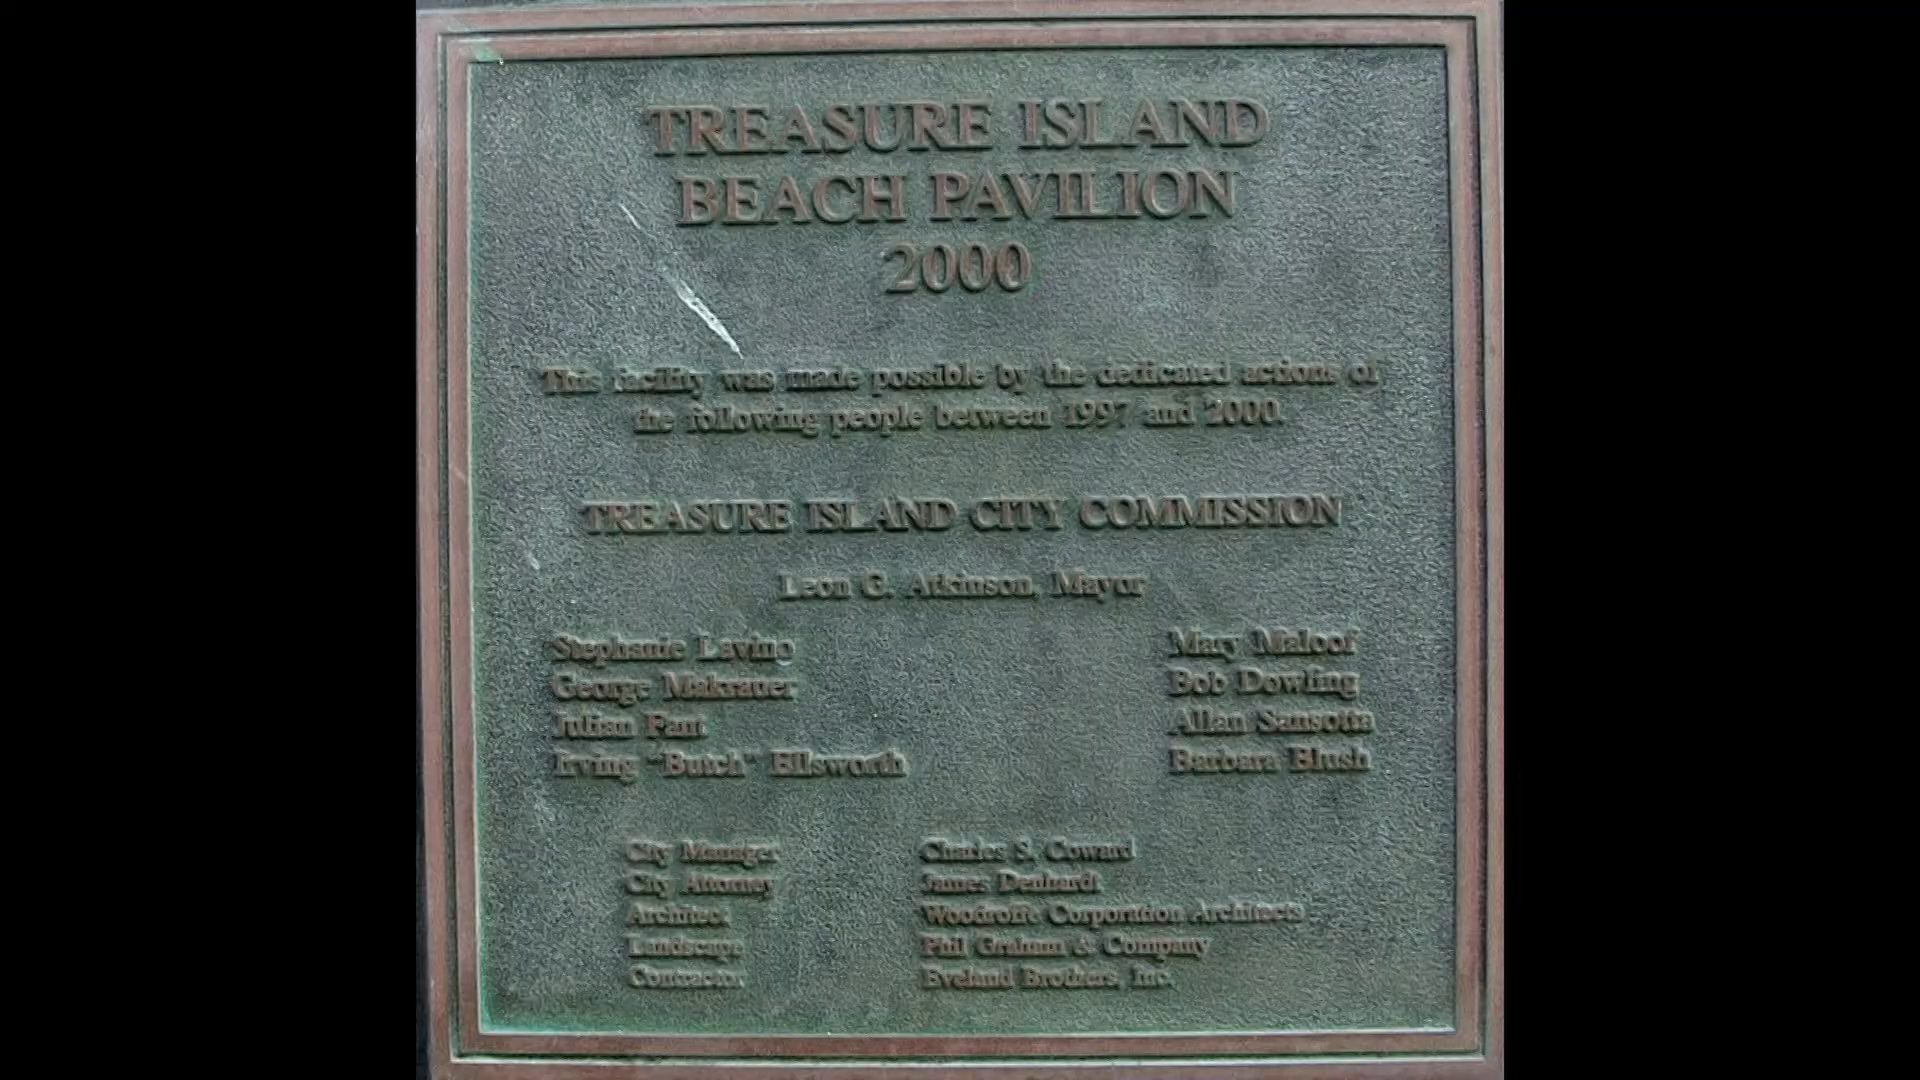 TREASURE ISLAND
BEACH PAVILION
2000
This facility was made possible by the dedicated actions of
the following people between 1997 and 2000.
TREASURE ISLAND CITY COMMISSION
Leon G. Atkinson, Mayor
Stephanie Lavino
George Makrauer
Julian Fant
Irving "Butch" Ellsworth
Mary Maloof
Bob Dowling
Allan Sansotta
Barbara Blush
City Manager Charles S. Coward
City Attorney James Denhardt
Architect Woodroffe Corporation Architects
Landscape Phil Graham & Company
Contractor Eveland Brothers, Inc.